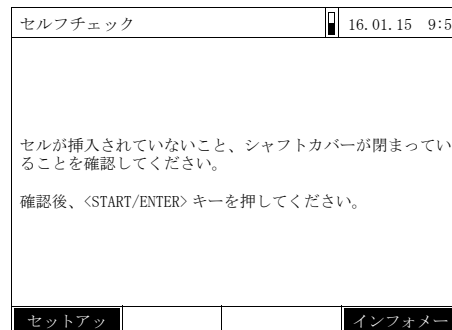 セルフチェック 16.01.15 9:5
セルが挿入されていないこと、シャフトカバーが閉まってい
ることを確認してください。
確認後、<START/ENTER> キーを押してください。
セットアッ インフォメー